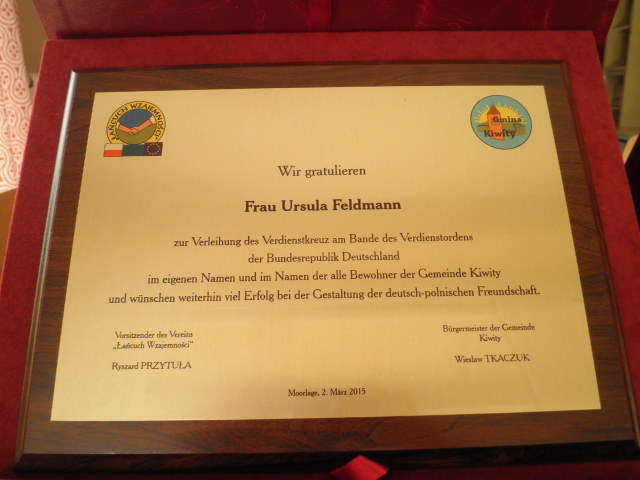 ŁAŃCUCH WZAJEMNOŚCI
Gmina
Kiwity
Wir gratulieren
Frau Ursula Feldmann
zur Verleihung des Verdienstkreuz am Bande des Verdienstordens
der Bundesrepublik Deutschland
im eigenen Namen und im Namen der alle Bewohner der Gemeinde Kiwity
und wünschen weiterhin viel Erfolg bei der Gestaltung der deutsch-polnischen Freundschaft.
Vorsitzender des Vereins
„Łańcuch Wzajemności"
Ryszard PRZYTUŁA
Bürgermeister der Gemeinde
Kiwity
Wiesław TKACZUK
Moorlage, 2. März 2015